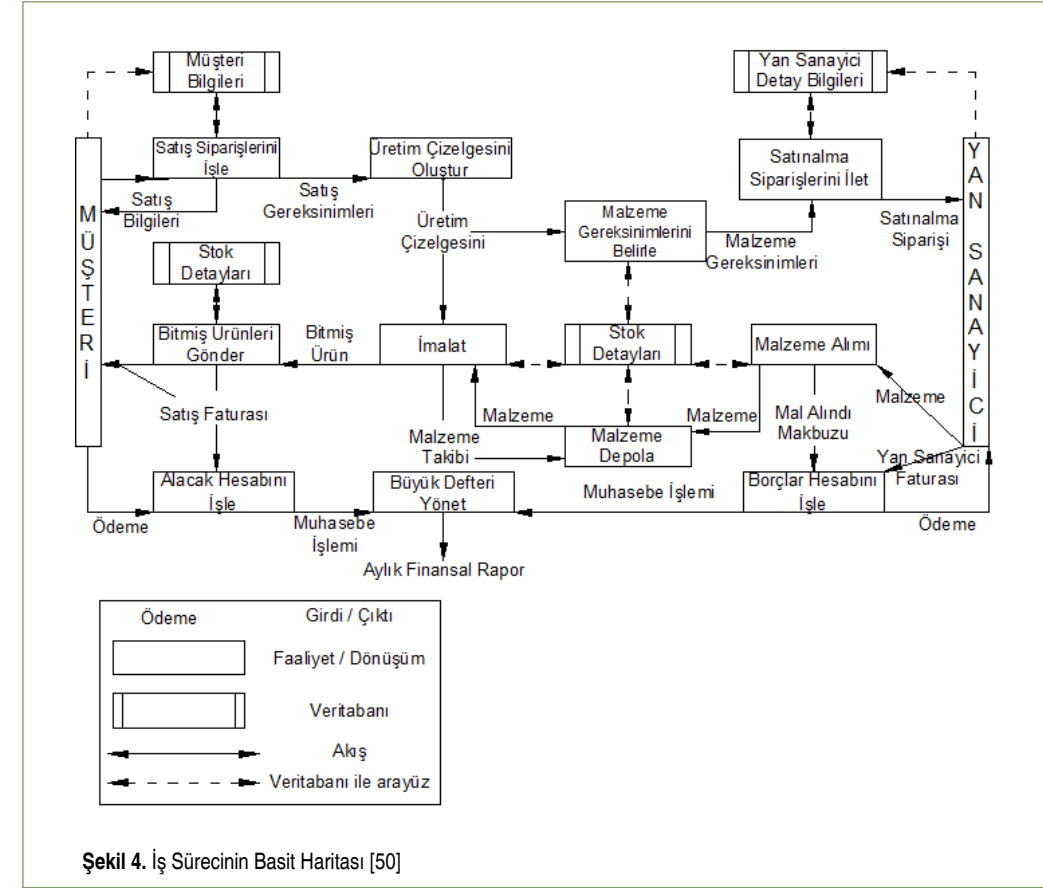 Müşteri
Bilgileri
Yan Sanayici
Detay Bilgileri
Satış Siparişlerini
İşle
Üretim Çizelgesini
Oluştur
Satınalma
Siparişlerini İlet
Satış
Bilgileri
Satış
Gereksinimleri
MÜŞTERİ
YAN SANAYİCİ
Üretim
Çizelgesini
Malzeme
Gereksinimlerini
Belirle
Malzeme
Gereksinimleri
Satınalma
Siparişi
Stok
Detayları
Bitmiş Ürünleri
Gönder
Bitmiş
Ürün
İmalat
Stok
Detayları
Malzeme Alımı
Satış Faturası
Malzeme
Takibi
Malzeme
Malzeme
Depola
Malzeme
Mal Alındı
Makbuzu
Malzeme
Yan Sanayici
Faturası
Alacak Hesabını
İşle
Büyük Defteri
Yönet
Muhasebe İşlemi
Borçlar Hesabını
İşle
Ödeme
Muhasebe
İşlemi
Ödeme
Aylık Finansal Rapor
Ödeme
Girdi / Çıktı
Faaliyet / Dönüşüm
Veritabanı
Akış
Veritabanı ile arayüz
Şekil 4. İş Sürecinin Basit Haritası [50]